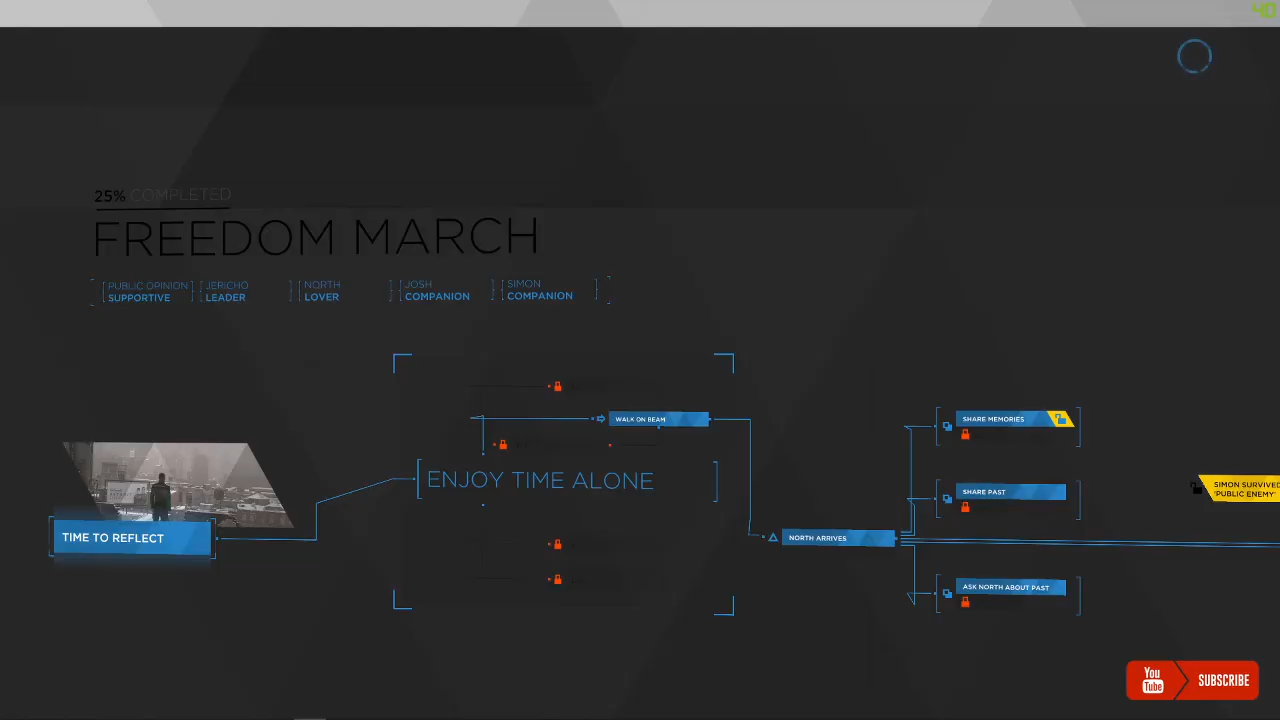 40
25% COMPLETED
FREEDOM MARCH
PUBLIC OPINION
SUPPORTIVE
JERICHO
LEADER
NORTH
LOVER
JOSH
COMPANION
SIMON
COMPANION
WALK ON BEAM
ENJOY TIME ALONE
TIME TO REFLECT
NORTH ARRIVES
SHARE MEMORIES
SHARE PAST
ASK NORTH ABOUT PAST
SIMON SURVIVED
'PUBLIC ENEMY'
You
Tube
SUBSCRIBE